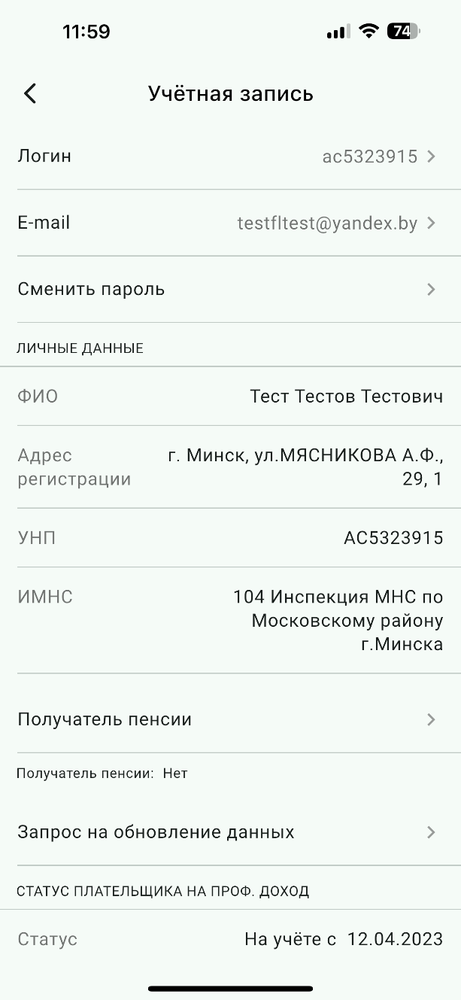 11:59
74
Учётная запись
Логин
ac5323915
E-mail
testfltest@yandex.by
Сменить пароль
ЛИЧНЫЕ ДАННЫЕ
ФИО
Тест Тестов Тестович
Адрес
регистрации
г. Минск, ул.МЯСНИКОВА А.Ф.,
29, 1
УНП
AC5323915
ИМНС
104 Инспекция МНС по
Московскому району
г.Минска
Получатель пенсии
Получатель пенсии: Нет
Запрос на обновление данных
СТАТУС ПЛАТЕЛЬЩИКА НА ПРОФ. ДОХОД
Статус
На учёте с 12.04.2023